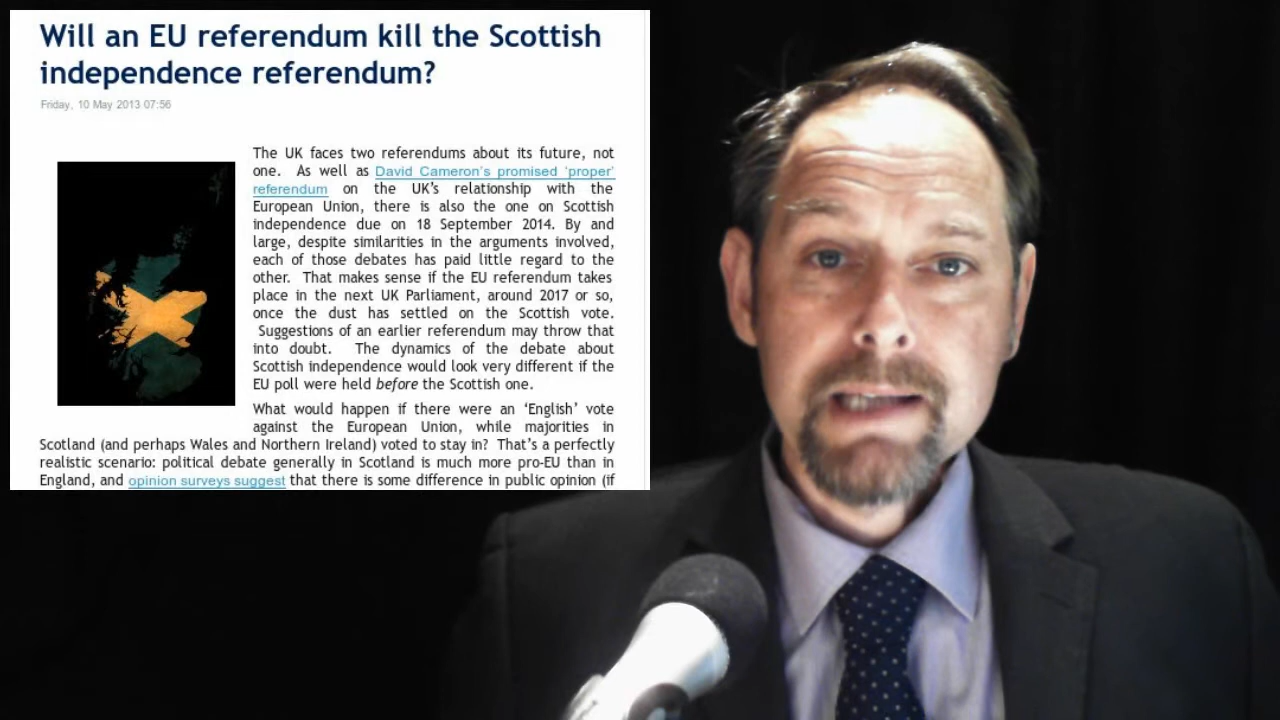 Will an EU referendum kill the Scottish
independence referendum?
Friday, 10 May 2013 07:56
The UK faces two referendums about its future, not
one. As well as David Cameron's promised 'proper'
referendum on the UK's relationship with the
European Union, there is also the one on Scottish
independence due on 18 September 2014. By and
large, despite similarities in the arguments involved,
each of those debates has paid little regard to the
other. That makes sense if the EU referendum takes
place in the next UK Parliament, around 2017 or so,
once the dust has settled on the Scottish vote.
Suggestions of an earlier referendum may throw that
into doubt. The dynamics of the debate about
Scottish independence would look very different if the
EU poll were held before the Scottish one.
What would happen if there were an 'English' vote
against the European Union, while majorities in
Scotland (and perhaps Wales and Northern Ireland) voted to stay in? That's a perfectly
realistic scenario: political debate generally in Scotland is much more pro-EU than in
England, and opinion surveys suggest that there is some difference in public opinion (if